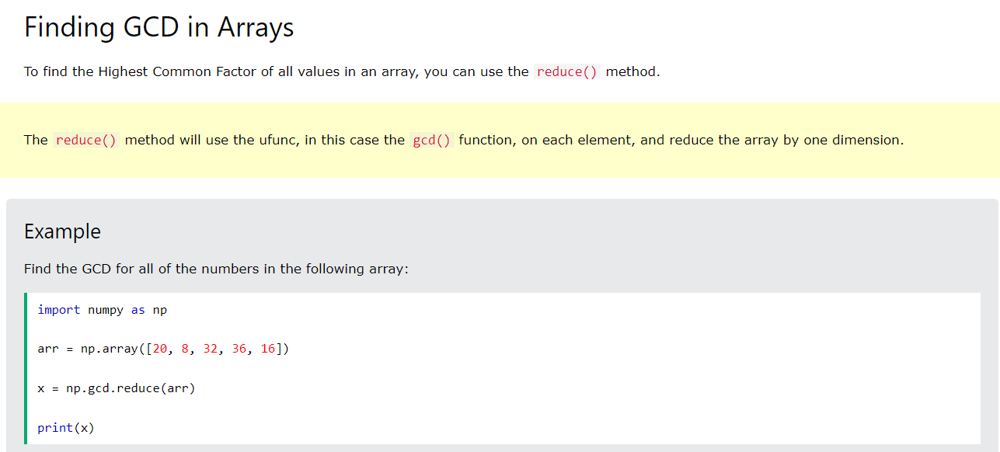 Finding GCD in Arrays
To find the Highest Common Factor of all values in an array, you can use the reduce() method.
The reduce() method will use the ufunc, in this case the gcd() function, on each element, and reduce the array by one dimension.
Example
Find the GCD for all of the numbers in the following array:
import numpy as np
arr = np.array([20, 8, 32, 36, 16])
x = np.gcd.reduce(arr)
print(x)